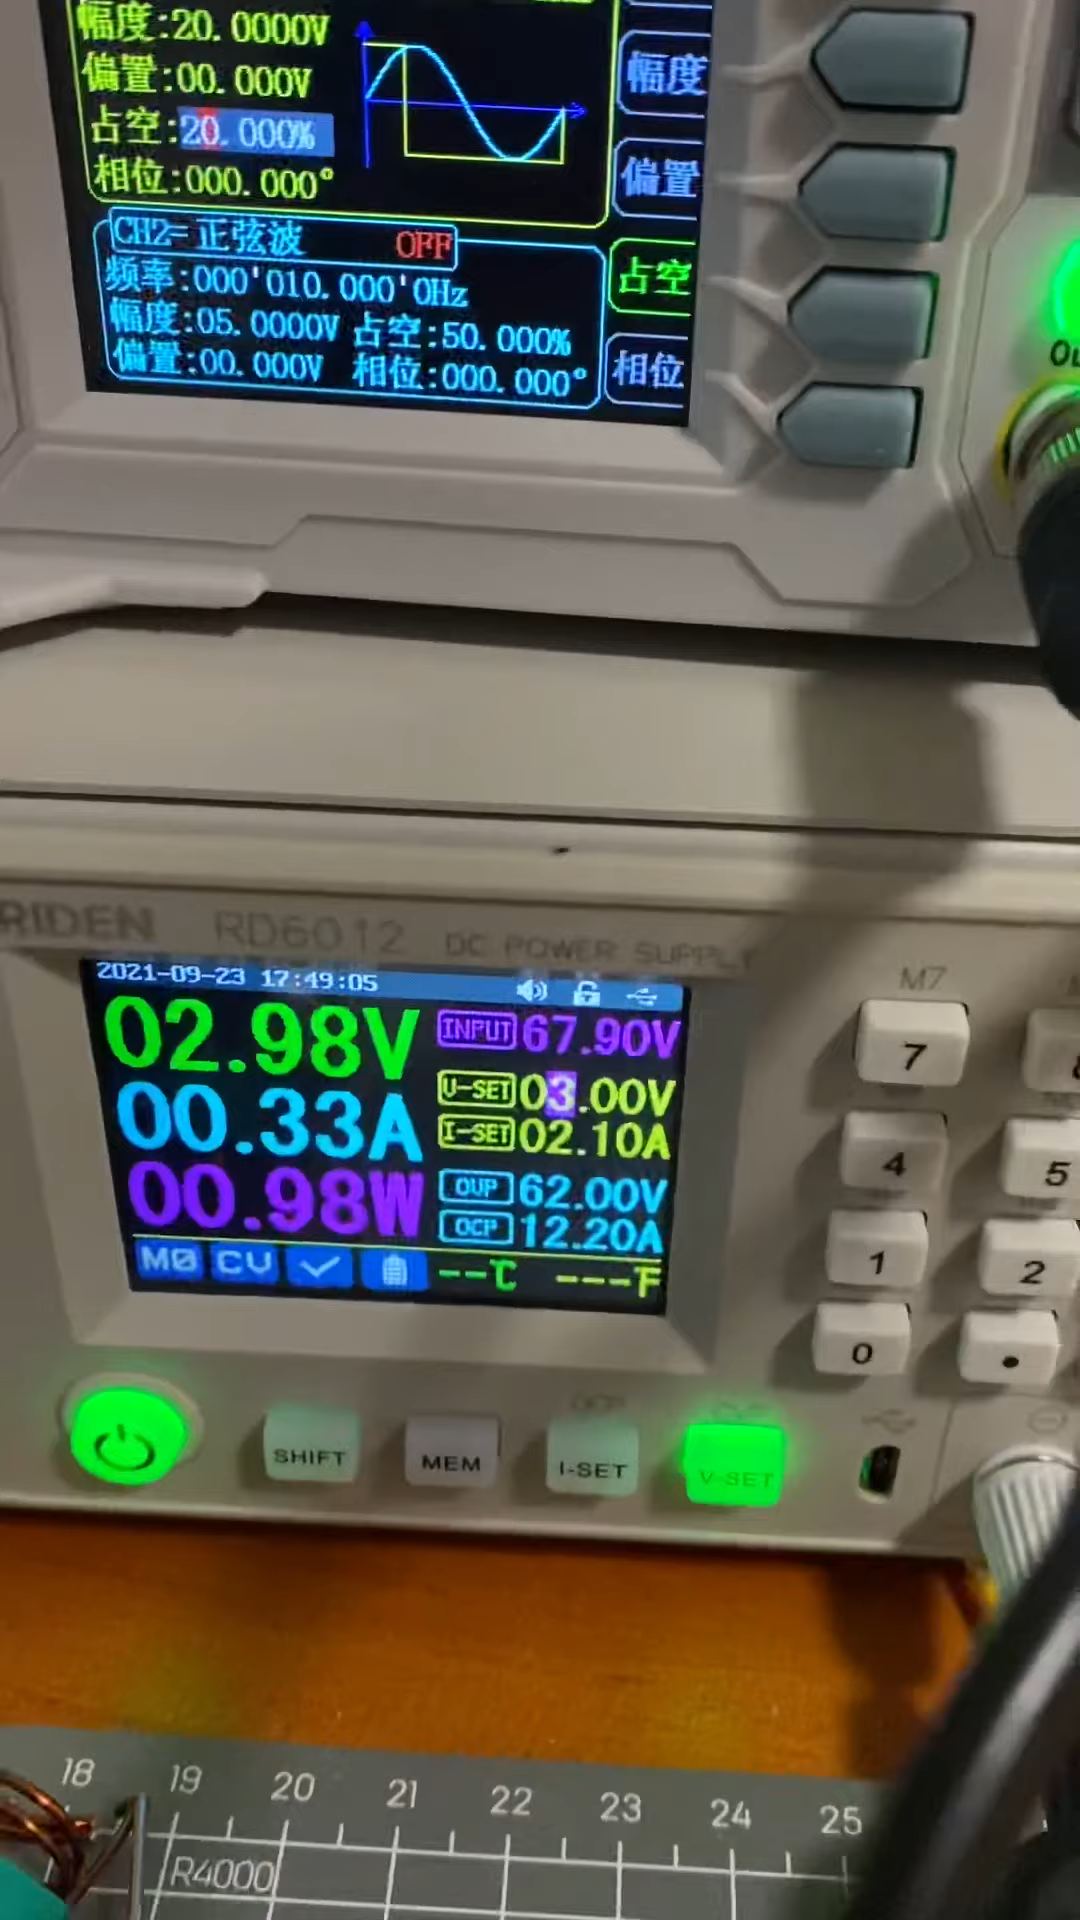 幅度:20.0000V
偏置:00.000V
占空:20.000%
相位:000.000°
幅度
偏置
占空
相位
CH2= 正弦波 OFF
频率:000'010.000'0Hz
幅度:05.0000V 占空:50.000%
偏置:00.000V 相位:000.000°
RIDEN RD6012 DC POWER SUPPLY
2021-09-23 17:49:05
02.98V
00.33A
00.98W
INPUT 67.90V
V-SET 03.00V
I-SET 02.10A
OVP 62.00V
OCP 12.20A
M0 CV --℃ ---℉
M7
7
4 5
1 2
0 •
SHIFT MEM I-SET V-SET
18 19 20 21 22 23 24 25
R4000